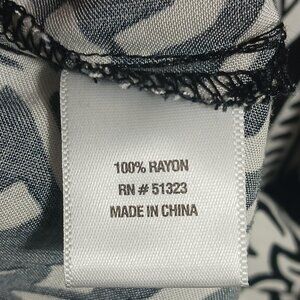 100% RAYON
RN # 51323
MADE IN CHINA